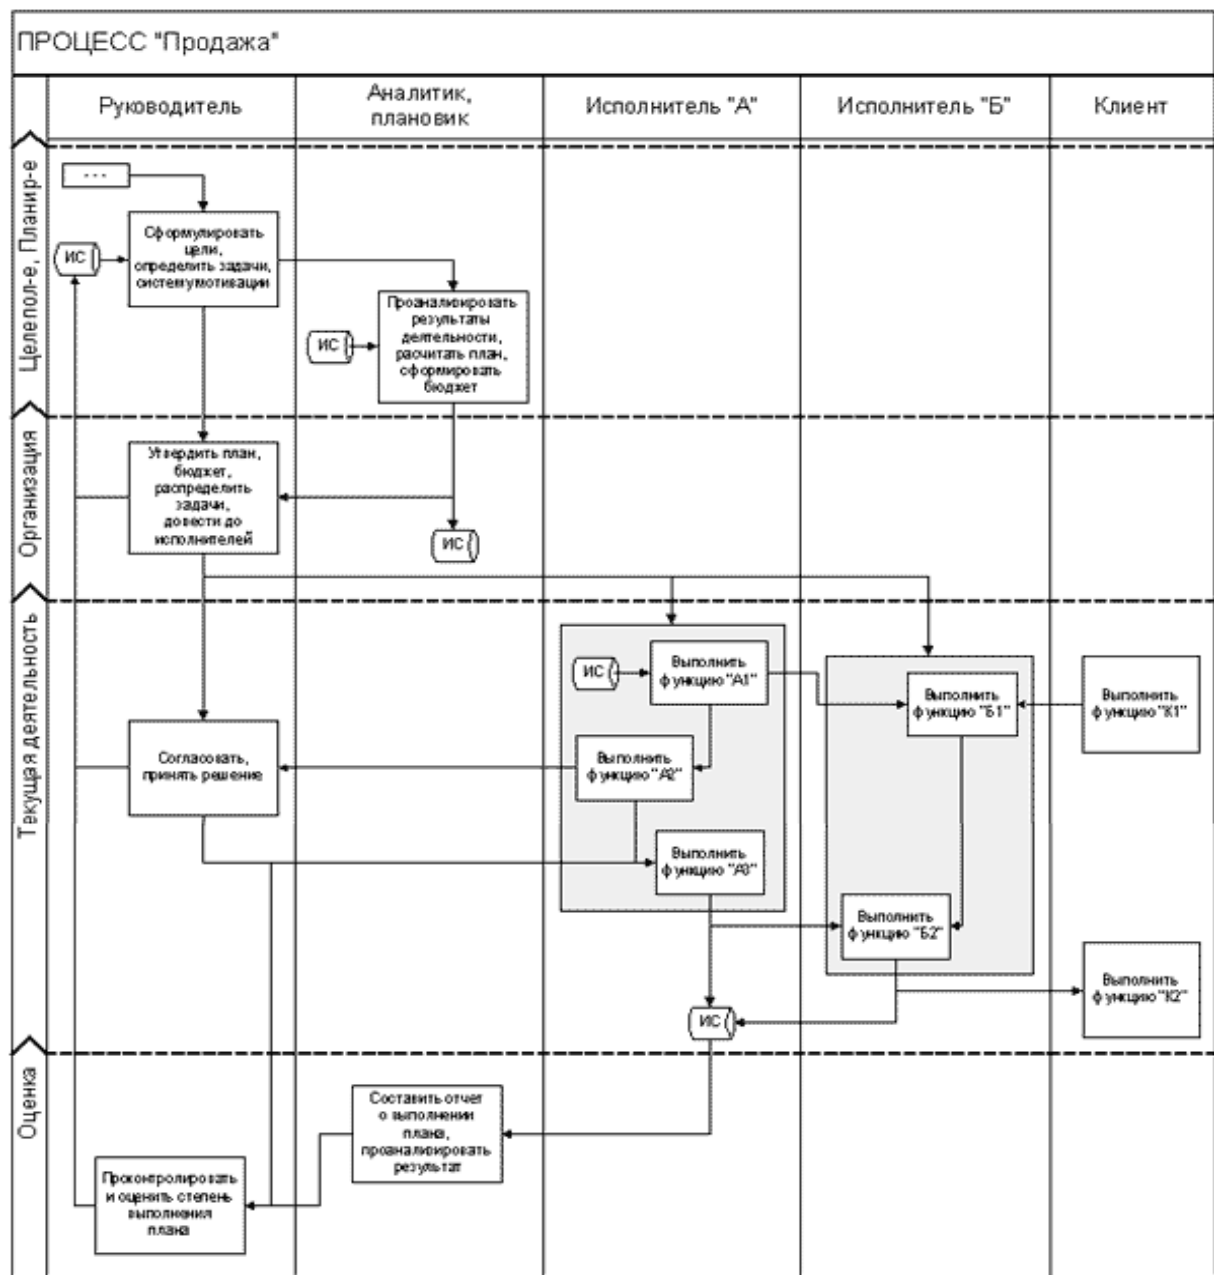 ПРОЦЕСС "Продажа"
Руководитель
Аналитик,
плановик
Исполнитель "А"
Исполнитель "Б"
Клиент
Целепол-е, Планир-е
- - -
Сформулировать
цели,
определить задачи,
систему мотивации
ИС
Проанализировать
результаты
деятельности,
расчитать план,
сформировать
бюджет
ИС
Организация
Утвердить план,
бюджет,
распределить
задачи,
довести до
исполнителей
ИС
Текущая деятельность
ИС
Выполнить
функцию "А1"
Выполнить
функцию "Б1"
Выполнить
функцию "К1"
Согласовать,
принять решение
Выполнить
функцию "А2"
Выполнить
функцию "А3"
Выполнить
функцию "Б2"
Выполнить
функцию "К2"
ИС
Оценка
Составить отчет
о выполнении
плана,
проанализировать
результат
Проконтролировать
и оценить степень
выполнения
плана